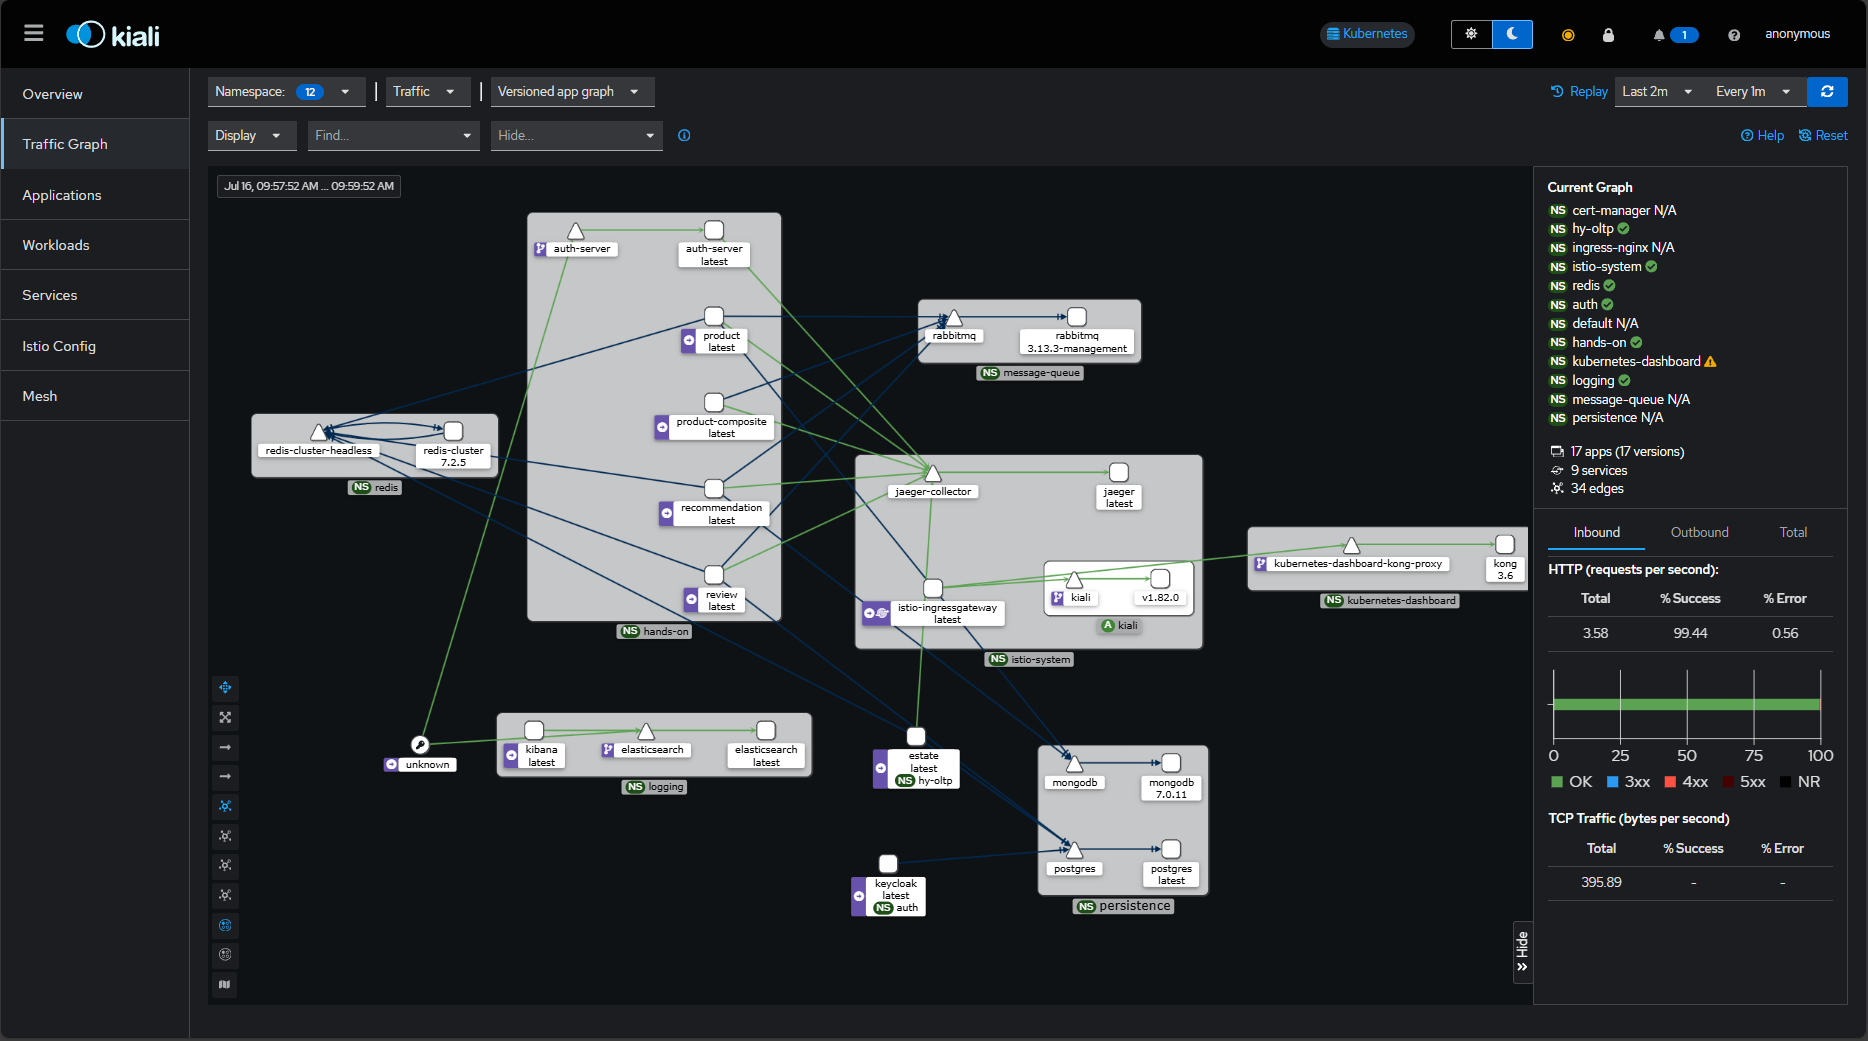 kiali
Kubernetes
1
anonymous
Overview
Traffic Graph
Applications
Workloads
Services
Istio Config
Mesh
Namespace: 12
Traffic
Versioned app graph
Replay
Last 2m
Every 1m
Display
Find...
Hide...
Help
Reset
Jul 16, 09:57:52 AM ... 09:59:52 AM
auth-server
auth-server
latest
product
latest
product-composite
latest
recommendation
latest
review
latest
NS hands-on
rabbitmq
rabbitmq
3.13.3-management
NS message-queue
redis-cluster-headless
redis-cluster
7.2.5
NS redis
jaeger-collector
jaeger
latest
istio-ingressgateway
latest
kiali
v1.82.0
A kiali
NS istio-system
kubernetes-dashboard-kong-proxy
kong
3.6
NS kubernetes-dashboard
unknown
kibana
latest
elasticsearch
elasticsearch
latest
NS logging
estate
latest
NS hy-oltp
keycloak
latest
NS auth
mongodb
mongodb
7.0.11
postgres
postgres
latest
NS persistence
Hide
Current Graph
NS cert-manager N/A
NS hy-oltp
NS ingress-nginx N/A
NS istio-system
NS redis
NS auth
NS default N/A
NS hands-on
NS kubernetes-dashboard
NS logging
NS message-queue N/A
NS persistence N/A
17 apps (17 versions)
9 services
34 edges
Inbound Outbound Total
HTTP (requests per second):
Total % Success % Error
3.58 99.44 0.56
0 25 50 75 100
OK 3xx 4xx 5xx NR
TCP Traffic (bytes per second)
Total % Success % Error
395.89 - -